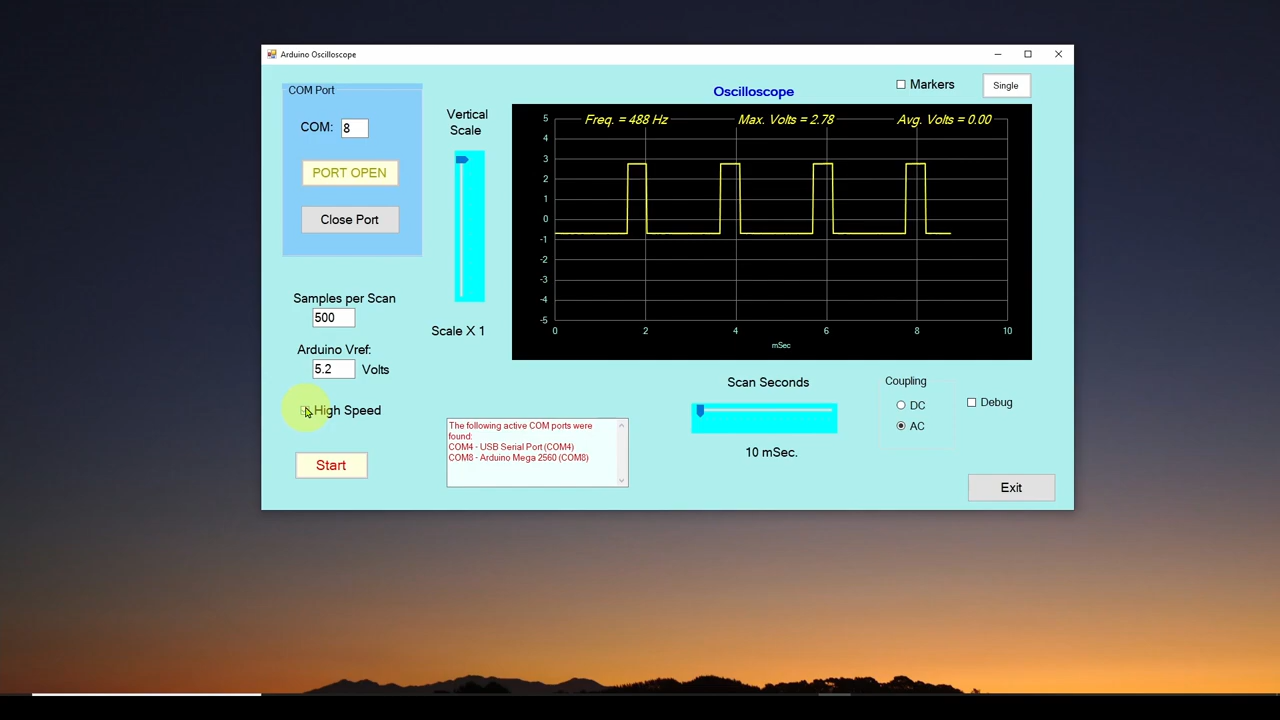 Arduino Oscilloscope
COM Port
COM: 8
PORT OPEN
Close Port
Samples per Scan
500
Arduino Vref:
5.2 Volts
High Speed
Start
Vertical
Scale
Scale X 1
Oscilloscope
Markers
Single
Freq. = 488 Hz
Max. Volts = 2.78
Avg. Volts = 0.00
5
4
3
2
1
0
-1
-2
-3
-4
-5
0 2 4 6 8 10
mSec
The following active COM ports were
found:
COM4 - USB Serial Port (COM4)
COM8 - Arduino Mega 2560 (COM8)
Scan Seconds
10 mSec.
Coupling
DC
AC
Debug
Exit